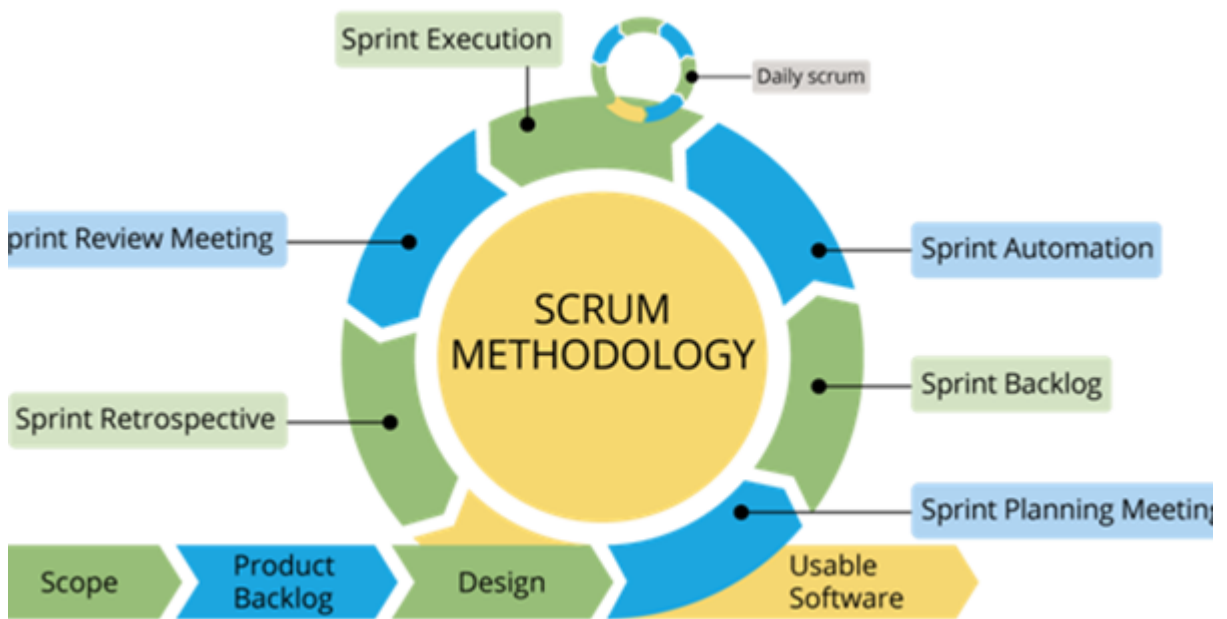 Sprint Execution
Daily scrum
print Review Meeting
Sprint Automation
SCRUM
METHODOLOGY
Sprint Backlog
Sprint Retrospective
Sprint Planning Meeting
Scope
Product
Backlog
Design
Usable
Software